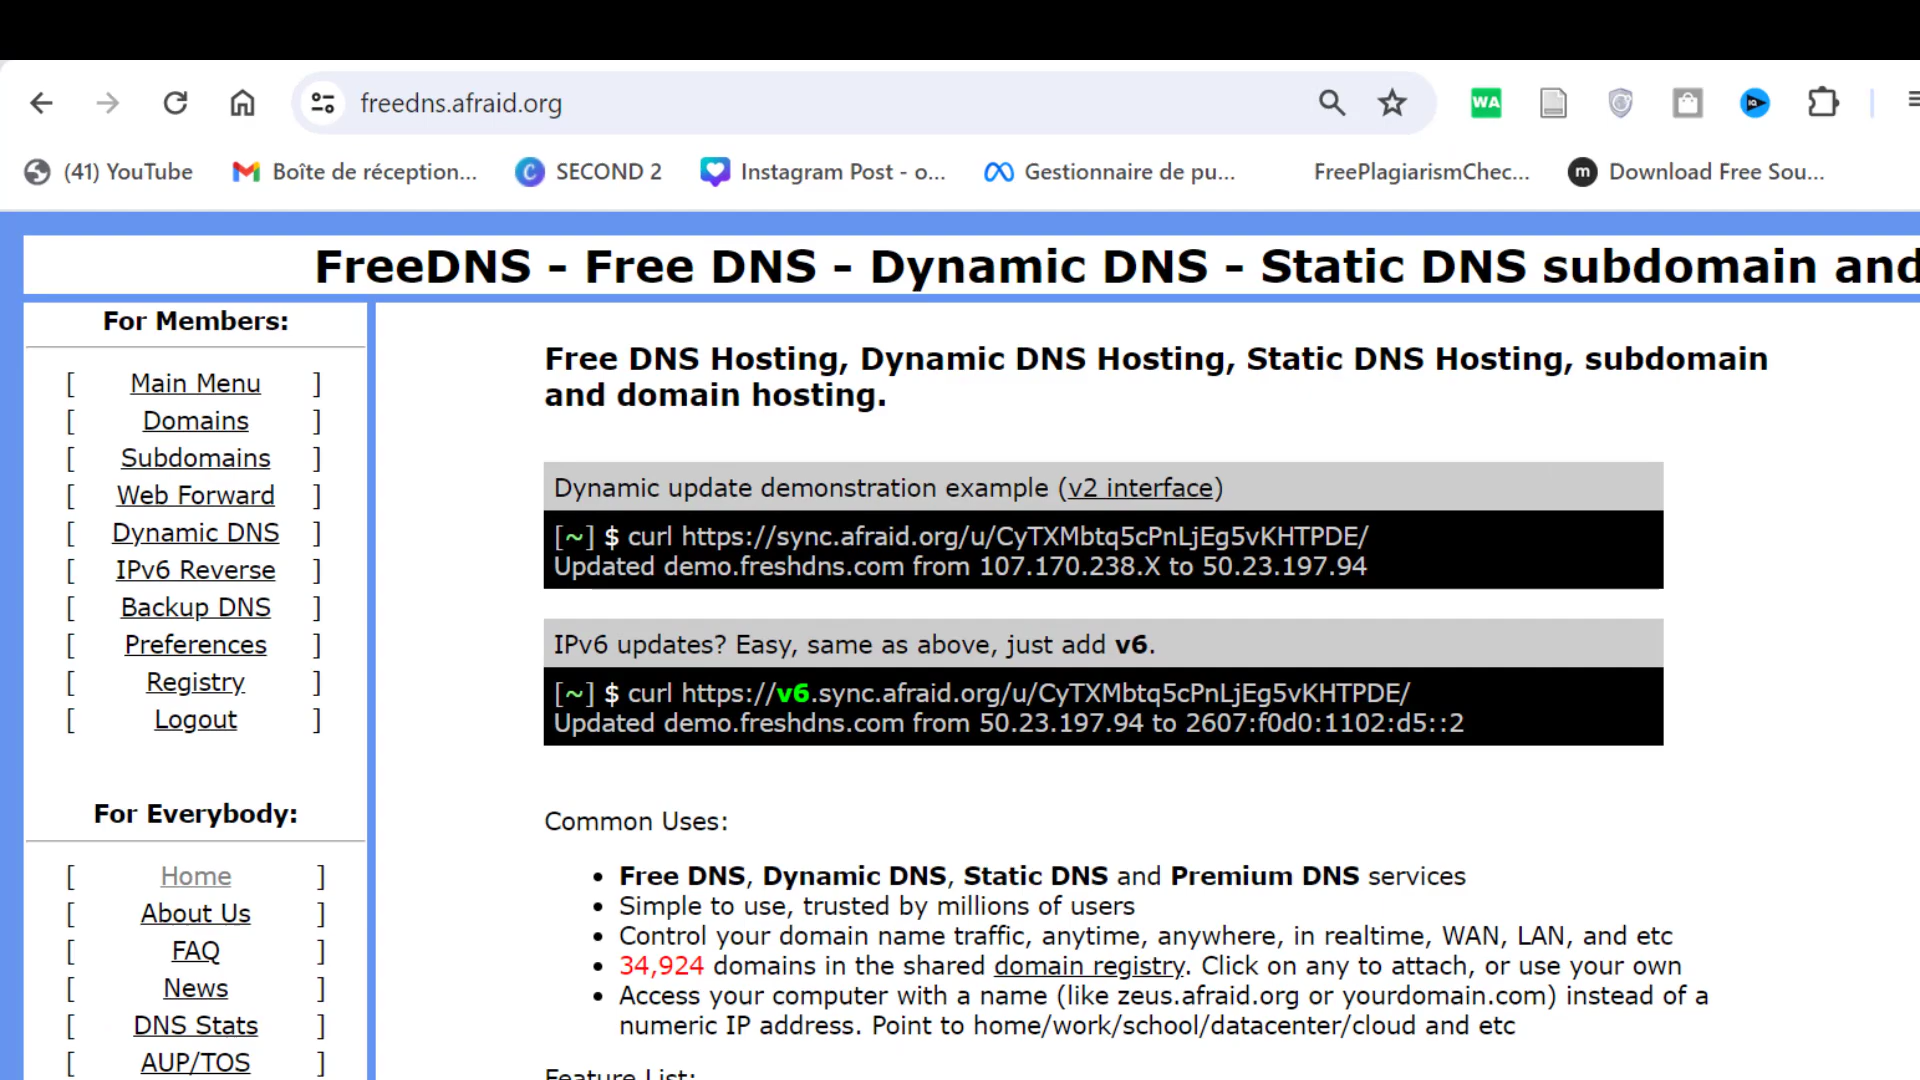 freedns.afraid.org
WA
(41) YouTube
Boîte de réception...
C
SECOND 2
Instagram Post - o...
Gestionnaire de pu...
FreePlagiarismChec...
m
Download Free Sou...
FreeDNS - Free DNS - Dynamic DNS - Static DNS subdomain and
For Members:
[ Main Menu ]
[ Domains ]
[ Subdomains ]
[ Web Forward ]
[ Dynamic DNS ]
[ IPv6 Reverse ]
[ Backup DNS ]
[ Preferences ]
[ Registry ]
[ Logout ]
For Everybody:
[ Home ]
[ About Us ]
[ FAQ ]
[ News ]
[ DNS Stats ]
[ AUP/TOS ]
Free DNS Hosting, Dynamic DNS Hosting, Static DNS Hosting, subdomain
and domain hosting.
Dynamic update demonstration example (v2 interface)
[~] $ curl https://sync.afraid.org/u/CyTXMbtq5cPnLjEg5vKHTPDE/
Updated demo.freshdns.com from 107.170.238.X to 50.23.197.94
IPv6 updates? Easy, same as above, just add v6.
[~] $ curl https://v6.sync.afraid.org/u/CyTXMbtq5cPnLjEg5vKHTPDE/
Updated demo.freshdns.com from 50.23.197.94 to 2607:f0d0:1102:d5::2
Common Uses:
• Free DNS, Dynamic DNS, Static DNS and Premium DNS services
• Simple to use, trusted by millions of users
• Control your domain name traffic, anytime, anywhere, in realtime, WAN, LAN, and etc
• 34,924 domains in the shared domain registry. Click on any to attach, or use your own
• Access your computer with a name (like zeus.afraid.org or yourdomain.com) instead of a
numeric IP address. Point to home/work/school/datacenter/cloud and etc
Feature List: